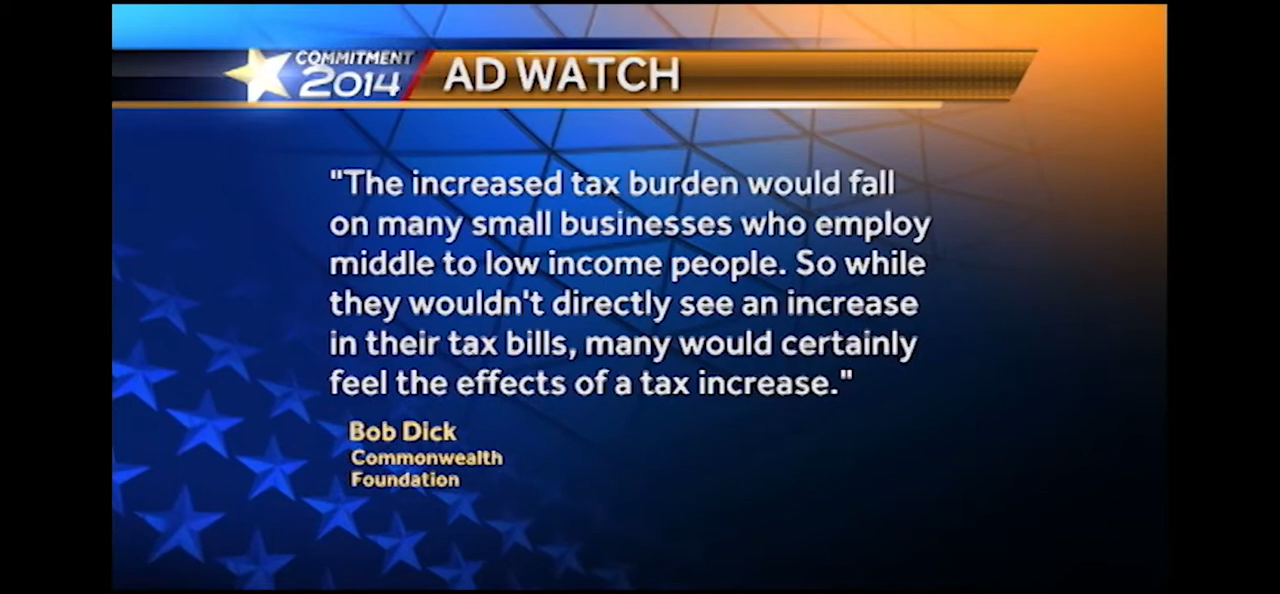 COMMITMENT
2014
AD WATCH
"The increased tax burden would fall
on many small businesses who employ
middle to low income people. So while
they wouldn't directly see an increase
in their tax bills, many would certainly
feel the effects of a tax increase."
Bob Dick
Commonwealth
Foundation